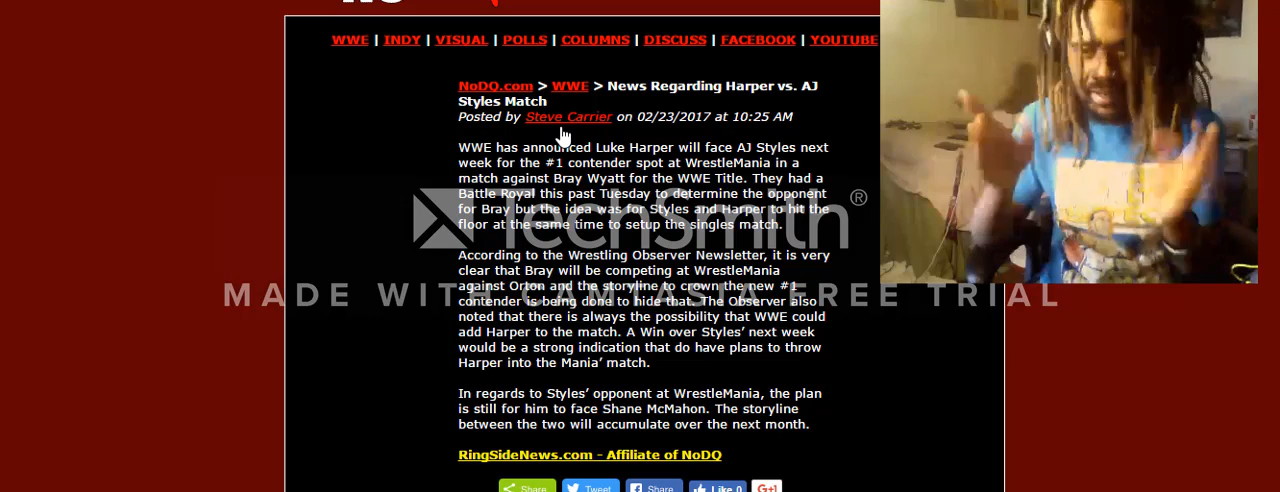 WWE | INDY | VISUAL | POLLS | COLUMNS | DISCUSS | FACEBOOK | YOUTUBE
NoDQ.com > WWE > News Regarding Harper vs. AJ
Styles Match
Posted by Steve Carrier on 02/23/2017 at 10:25 AM
WWE has announced Luke Harper will face AJ Styles next
week for the #1 contender spot at WrestleMania in a
match against Bray Wyatt for the WWE Title. They had a
Battle Royal this past Tuesday to determine the opponent
for Bray but the idea was for Styles and Harper to hit the
floor at the same time to setup the singles match.
TechSmith®
According to the Wrestling Observer Newsletter, it is very
clear that Bray will be competing at WrestleMania
against Orton and the storyline to crown the new #1
contender is being done to hide that. The Observer also
MADE WITH CAMTASIA FREE TRIAL
noted that there is always the possibility that WWE could
add Harper to the match. A Win over Styles’ next week
would be a strong indication that do have plans to throw
Harper into the Mania’ match.
In regards to Styles’ opponent at WrestleMania, the plan
is still for him to face Shane McMahon. The storyline
between the two will accumulate over the next month.
RingSideNews.com - Affiliate of NoDQ
Share Tweet Share Like 0 G+1